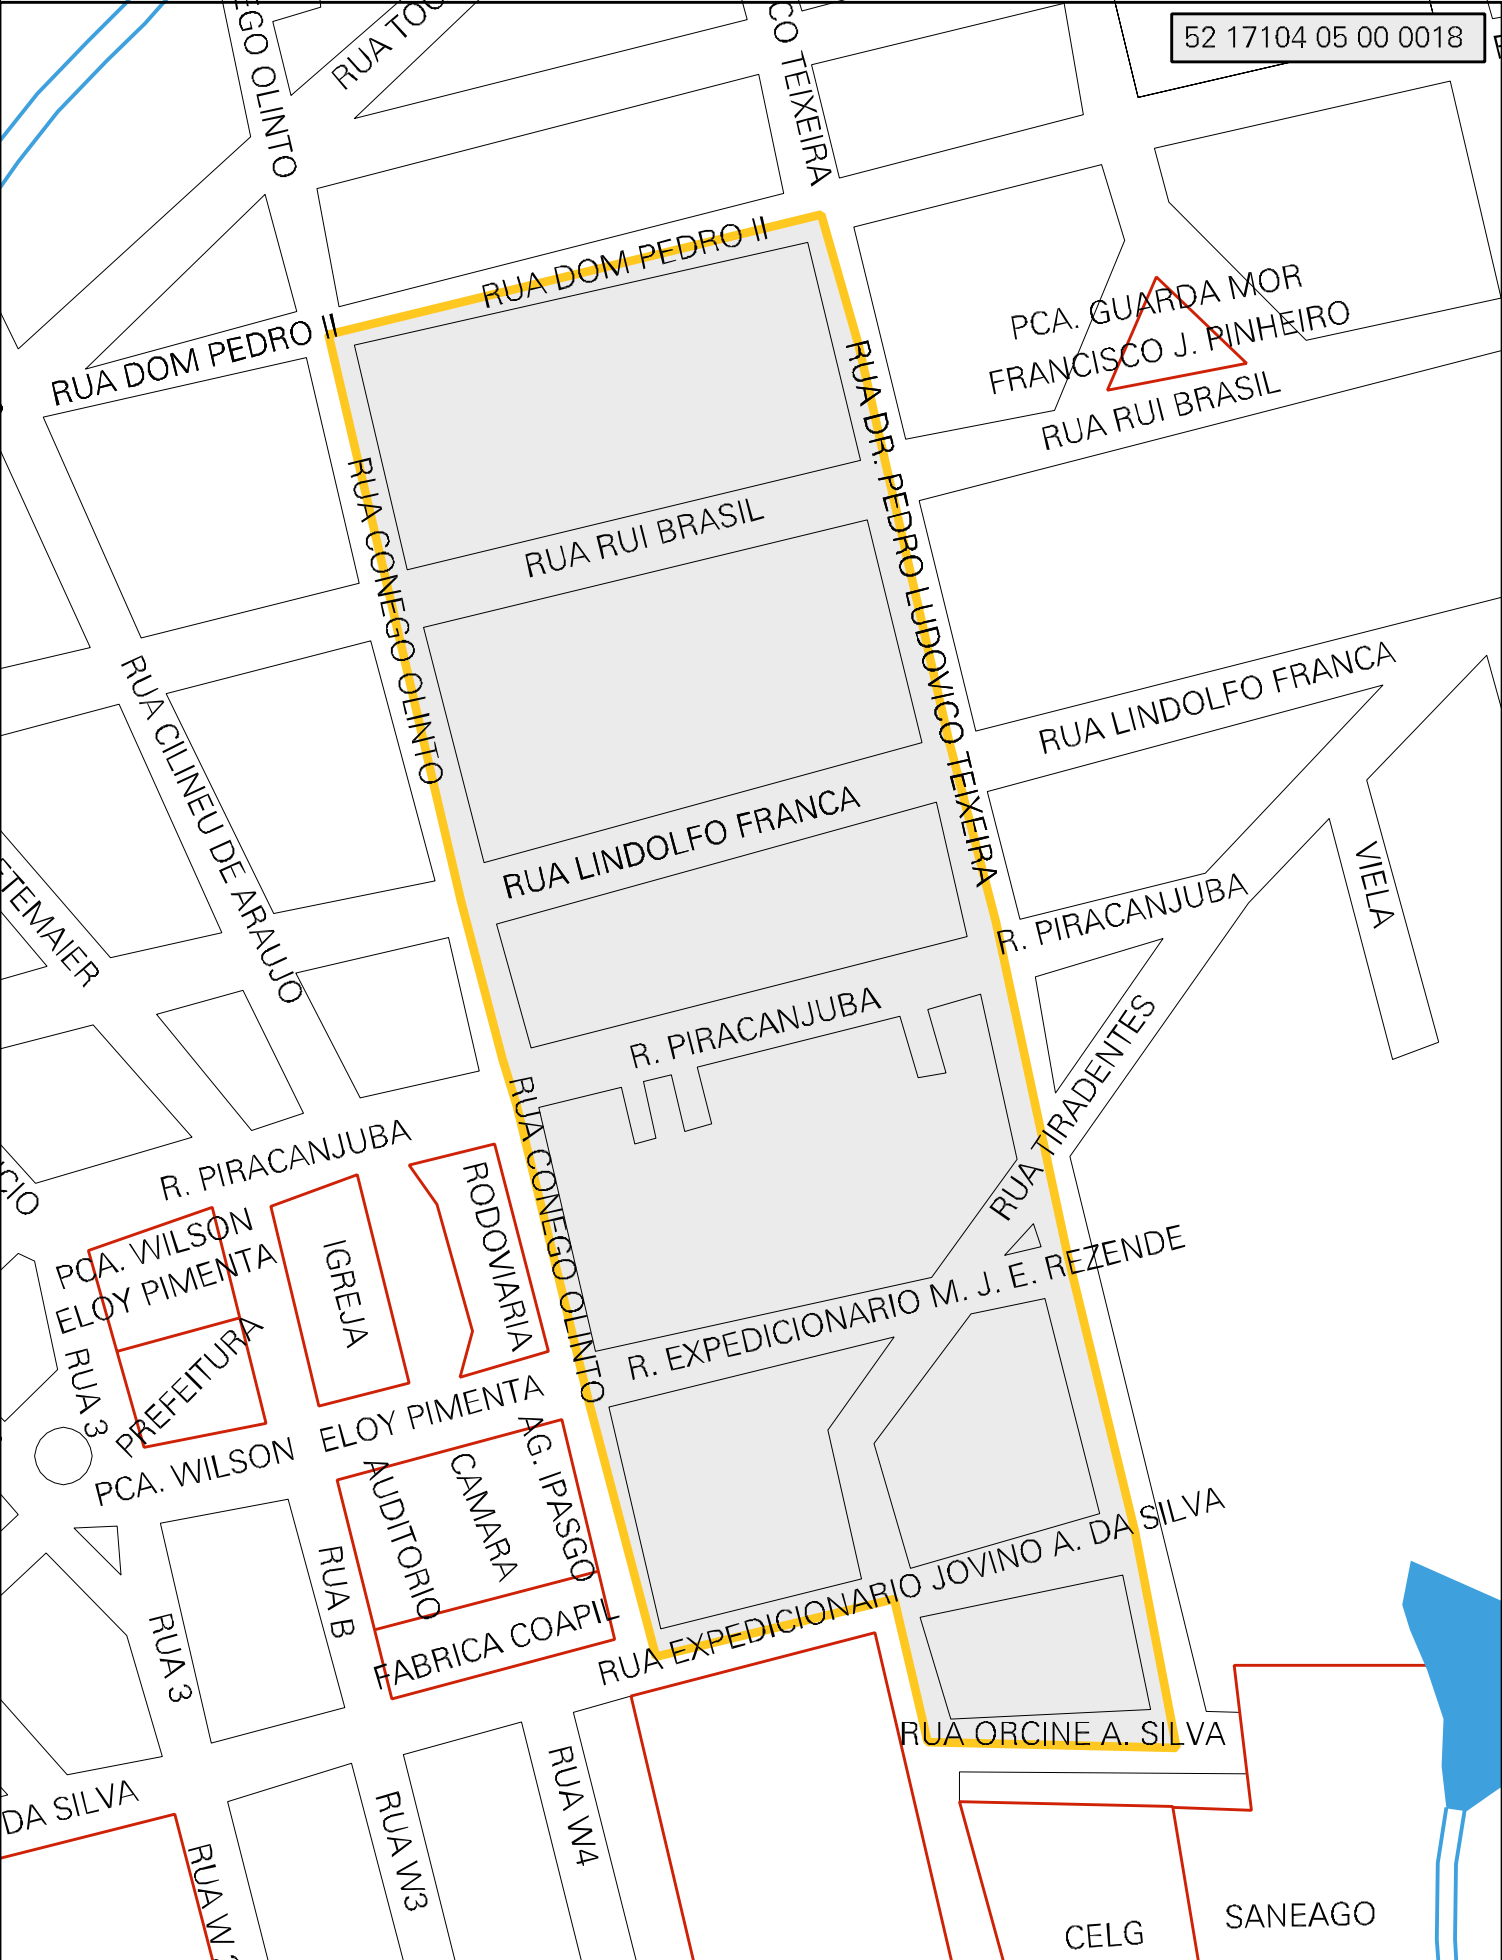 EGO OLINTO
RUA TOC
CO TEIXEIRA
52 17104 05 00 0018
RUA DOM PEDRO II
RUA DOM PEDRO II
PCA. GUARDA MOR
FRANCISCO J. PINHEIRO
RUA RUI BRASIL
RUA DR. PEDRO LUDOVICO TEIXEIRA
RUA CONEGO OLINTO
RUA RUI BRASIL
RUA LINDOLFO FRANCA
RUA CILINEU DE ARAUJO
RUA LINDOLFO FRANCA
ETEMAIER
R. PIRACANJUBA
VIELA
R. PIRACANJUBA
RUA TIRADENTES
RUA CONEGO OLINTO
R. PIRACANJUBA
CIO
RODOVIARIA
PCA. WILSON
ELOY PIMENTA
IGREJA
R. EXPEDICIONARIO M. J. E. REZENDE
PREFEITURA
RUA 3
ELOY PIMENTA
PCA. WILSON
AG. IPASGO
CAMARA
AUDITORIO
RUA B
RUA EXPEDICIONARIO JOVINO A. DA SILVA
FABRICA COAPIL
RUA 3
RUA ORCINE A. SILVA
DA SILVA
RUA W4
RUA W3
RUA W
CELG
SANEAGO